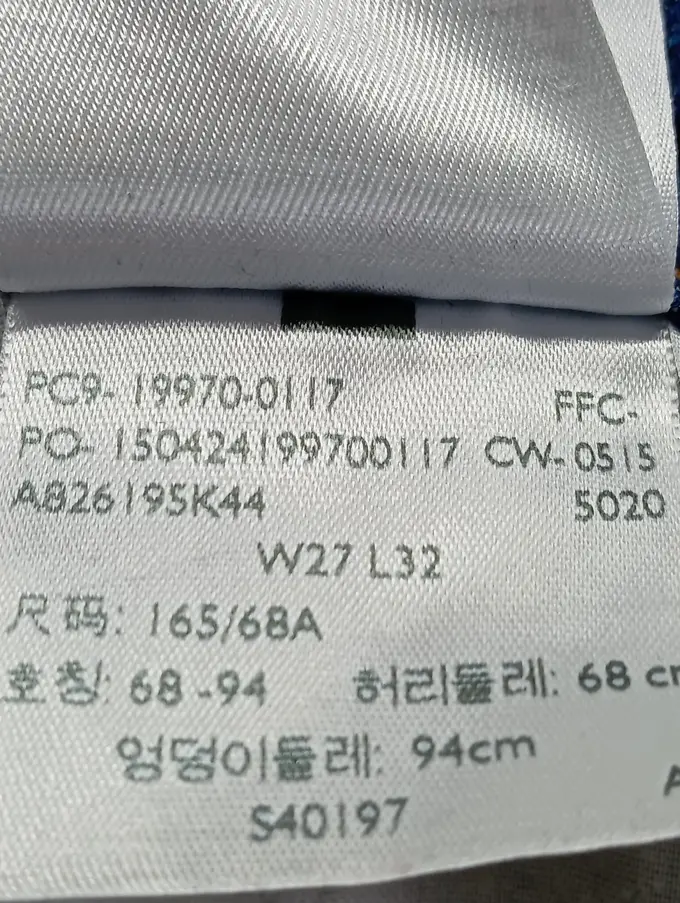 PC9- 19970-0117 FFC-
PO- 150424199700117 CW- 0515
A826195K44 5020
W27 L32
尺码: 165/68A
호칭: 68 -94 허리둘레: 68
엉덩이둘레: 94cm
S40197